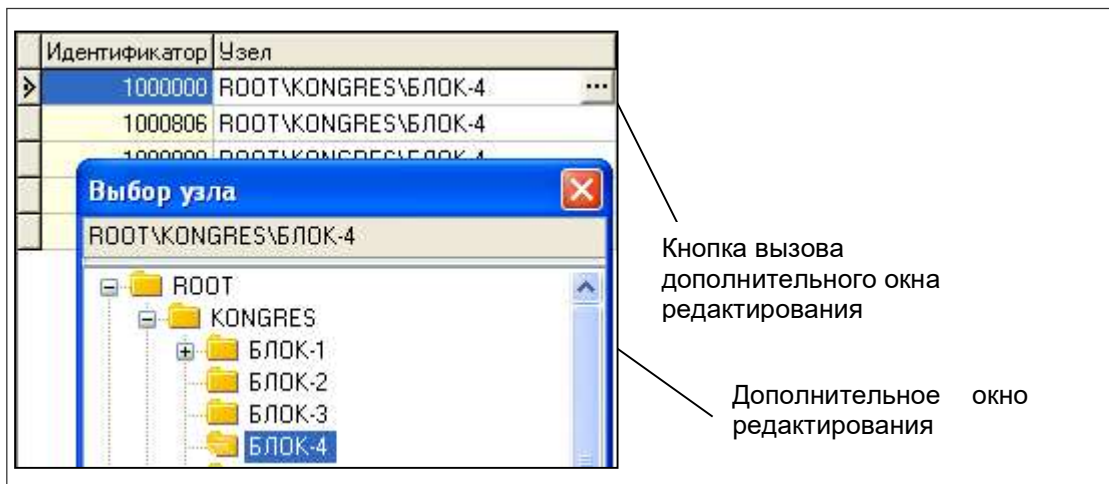 Идентификатор Узел
1000000 ROOT\KONGRES\БЛОК-4 ...
1000806 ROOT\KONGRES\БЛОК-4
Выбор узла
ROOT\KONGRES\БЛОК-4
ROOT
KONGRES
БЛОК-1
БЛОК-2
БЛОК-3
БЛОК-4
Кнопка вызова
дополнительного окна
редактирования
Дополнительное окно
редактирования